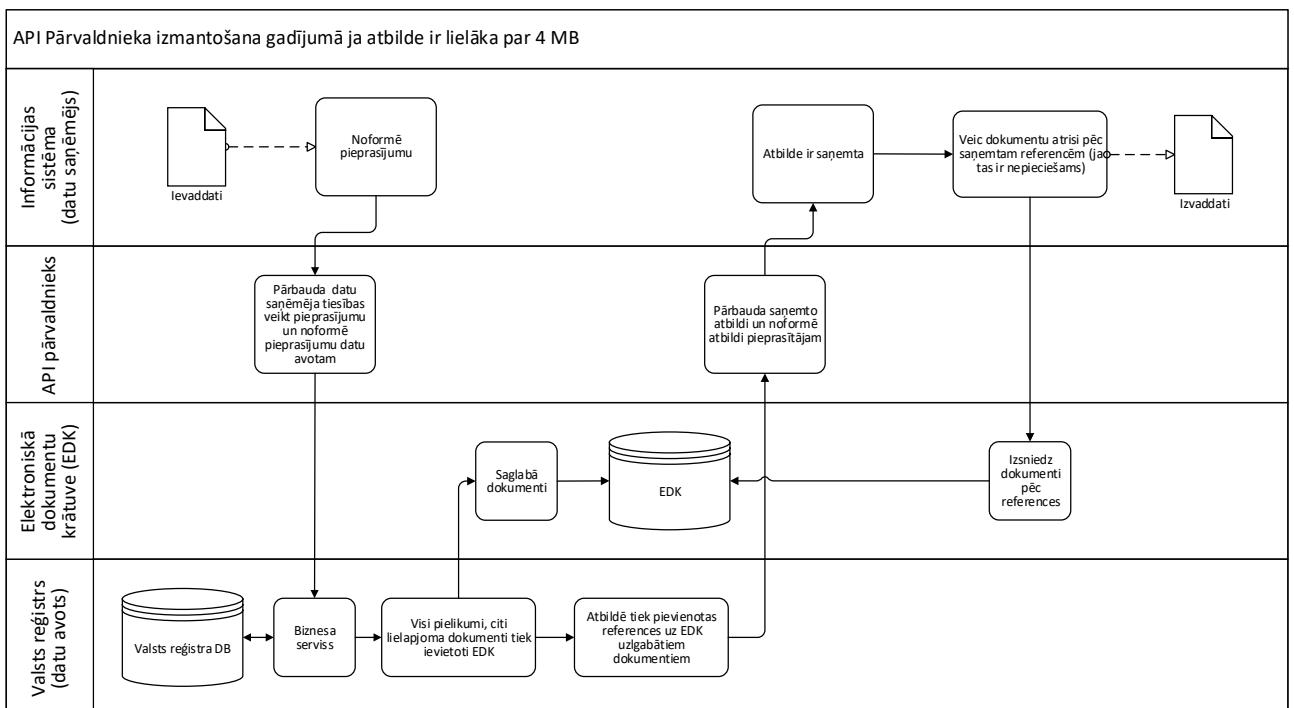 API Pārvaldnieka izmantošana gadījumā ja atbilde ir lielāka par 4 MB
Informācijas
sistēma
(datu saņēmējs)
Ievaddati
Noformē
pieprasījumu
Atbilde ir saņemta
Veic dokumentu atrisi pēc
saņemtam referencēm (ja
tas ir nepieciešams)
Izvaddati
API pārvaldnieks
Pārbauda datu
saņēmēja tiesības
veikt pieprasījumu
un noformē
pieprasījumu datu
avotam
Pārbauda saņemto
atbildi un noformē
atbildi pieprasītājam
Elektroniskā
dokumentu
krātuve (EDK)
Saglabā
dokumenti
EDK
Izsniedz
dokumenti
pēc
references
Valsts reģistrs
(datu avots)
Valsts reģistra DB
Biznesa
serviss
Visi pielikumi, citi
lielapjoma dokumenti tiek
ievietoti EDK
Atbildē tiek pievienotas
references uz EDK
uzlgabātiem
dokumentiem